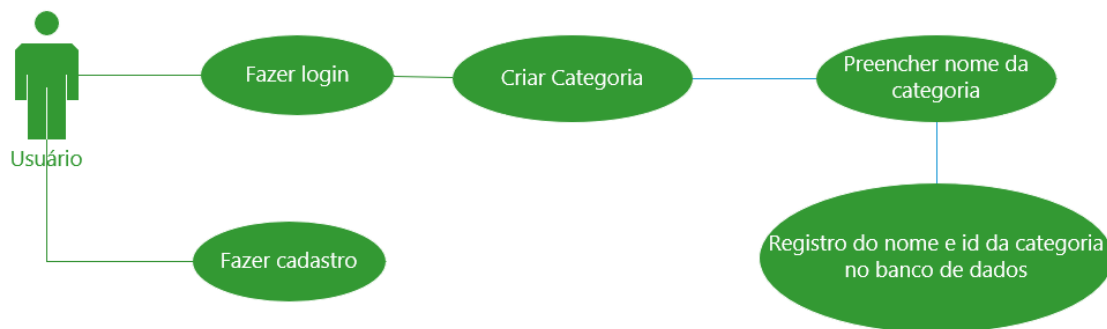 Usuário
Fazer login
Criar Categoria
Preencher nome da
categoria
Fazer cadastro
Registro do nome e id da categoria
no banco de dados